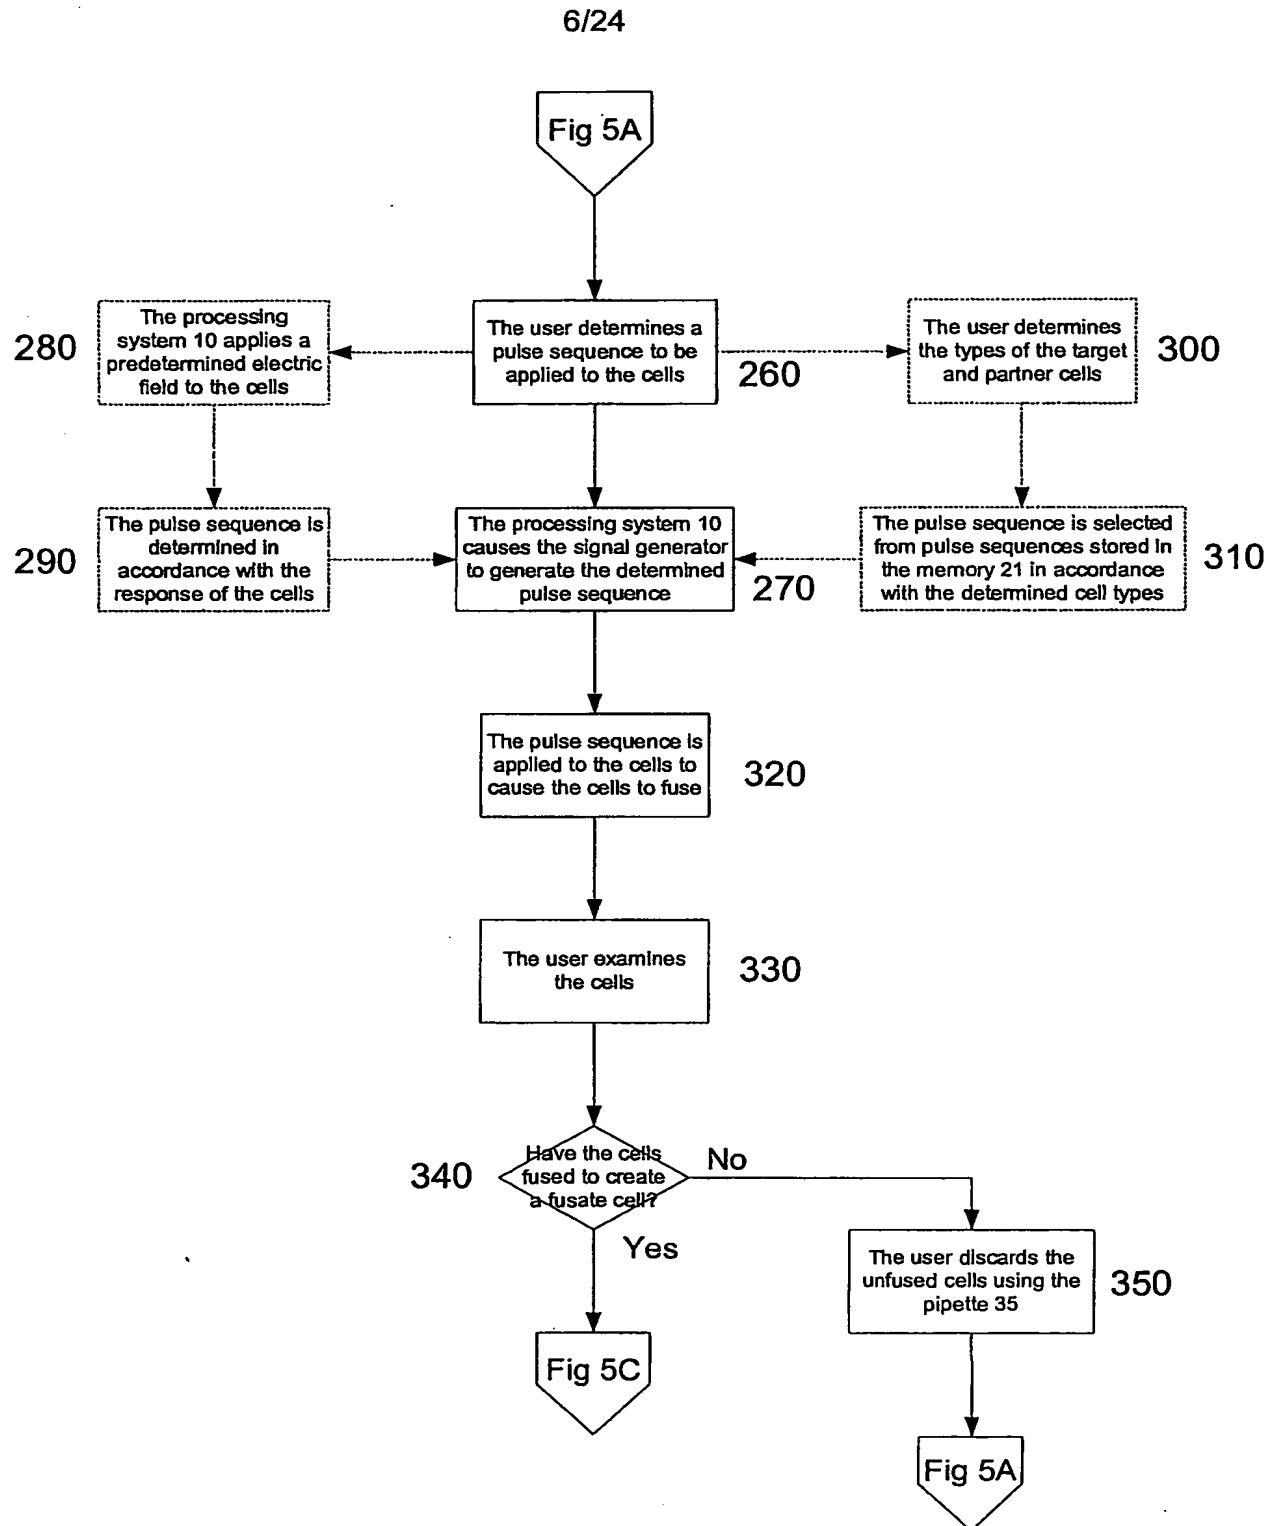 6/24
Fig 5A
280
The processing
system 10 applies a
predetermined electric
field to the cells
The user determines a
pulse sequence to be
applied to the cells
260
The user determines
the types of the target
and partner cells
300
290
The pulse sequence is
determined in
accordance with the
response of the cells
The processing system 10
causes the signal generator
to generate the determined
pulse sequence
270
The pulse sequence is selected
from pulse sequences stored in
the memory 21 in accordance
with the determined cell types
310
The pulse sequence is
applied to the cells to
cause the cells to fuse
320
The user examines
the cells
330
340
Have the cells
fused to create
a fusate cell?
No
Yes
The user discards the
unfused cells using the
pipette 35
350
Fig 5C
Fig 5A